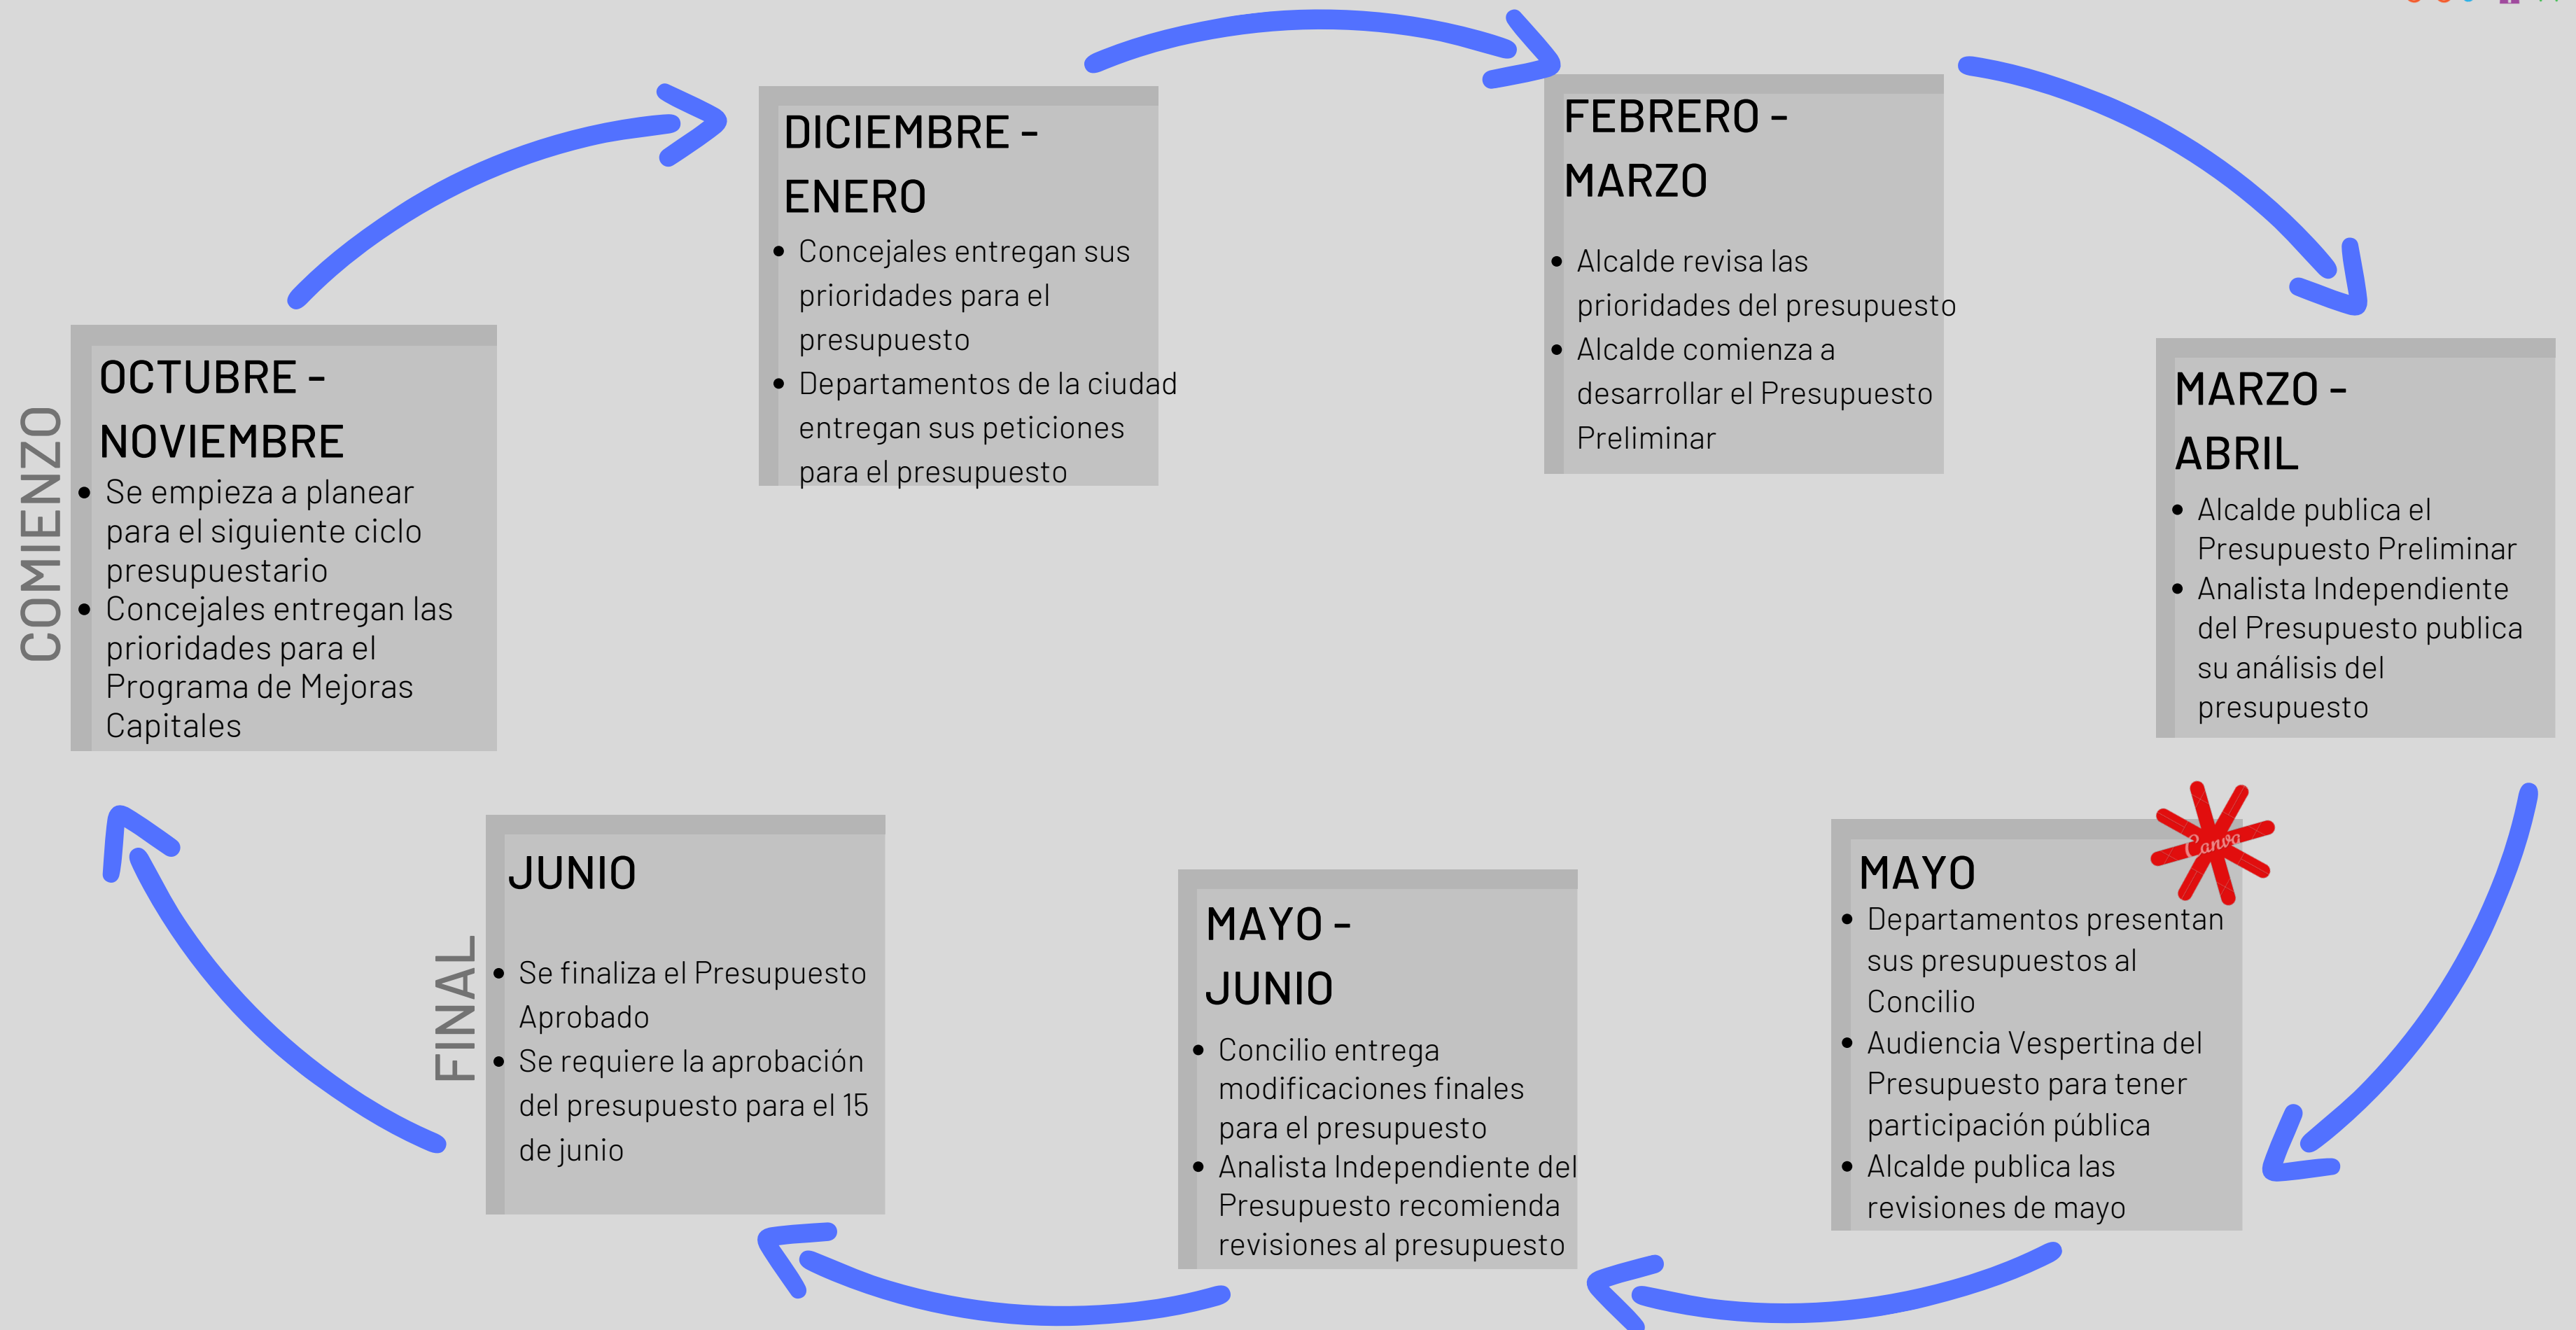 COMIENZO
OCTUBRE -
NOVIEMBRE
• Se empieza a planear
para el siguiente ciclo
presupuestario
• Concejales entregan las
prioridades para el
Programa de Mejoras
Capitales
DICIEMBRE -
ENERO
• Concejales entregan sus
prioridades para el
presupuesto
• Departamentos de la ciudad
entregan sus peticiones
para el presupuesto
FEBRERO -
MARZO
• Alcalde revisa las
prioridades del presupuesto
• Alcalde comienza a
desarrollar el Presupuesto
Preliminar
MARZO -
ABRIL
• Alcalde publica el
Presupuesto Preliminar
• Analista Independiente
del Presupuesto publica
su análisis del
presupuesto
MAYO
Canva
• Departamentos presentan
sus presupuestos al
Concilio
• Audiencia Vespertina del
Presupuesto para tener
participación pública
• Alcalde publica las
revisiones de mayo
MAYO -
JUNIO
• Concilio entrega
modificaciones finales
para el presupuesto
• Analista Independiente del
Presupuesto recomienda
revisiones al presupuesto
FINAL
JUNIO
• Se finaliza el Presupuesto
Aprobado
• Se requiere la aprobación
del presupuesto para el 15
de junio